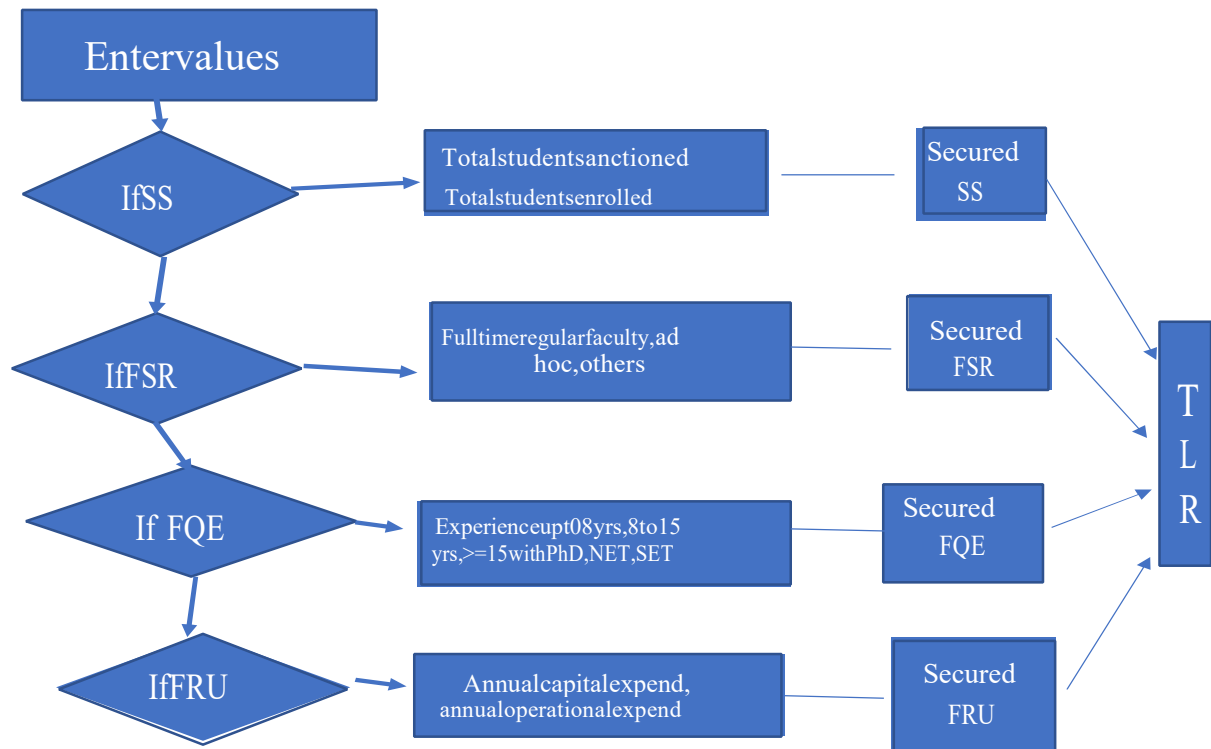 Entervalues
IfSS
Totalstudentsanctioned
Totalstudentsenrolled
Secured
SS
IfFSR
Fulltimeregularfaculty,ad
hoc,others
Secured
FSR
If FQE
Experienceupt08yrs,8to15
yrs,>=15withPhD,NET,SET
Secured
FQE
IfFRU
Annualcapitalexpend,
annualoperationalexpend
Secured
FRU
T
L
R